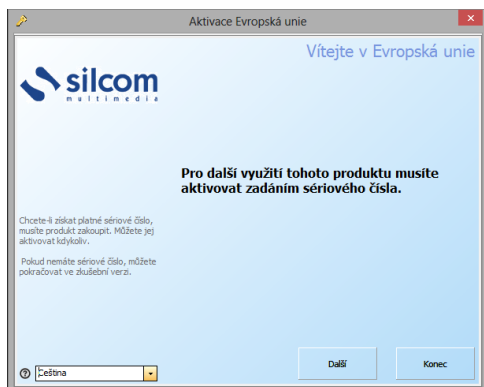 Aktivace Evropská unie
Vítejte v Evropská unie
silcom
multimedia
Pro další využití tohoto produktu musíte
aktivovat zadáním sériového čísla.
Chcete-li získat platné sériové číslo,
musíte produkt zakoupit. Můžete jej
aktivovat kdykoliv.
Pokud nemáte sériové číslo, můžete
pokračovat ve zkušební verzi.
Čeština
Další
Konec